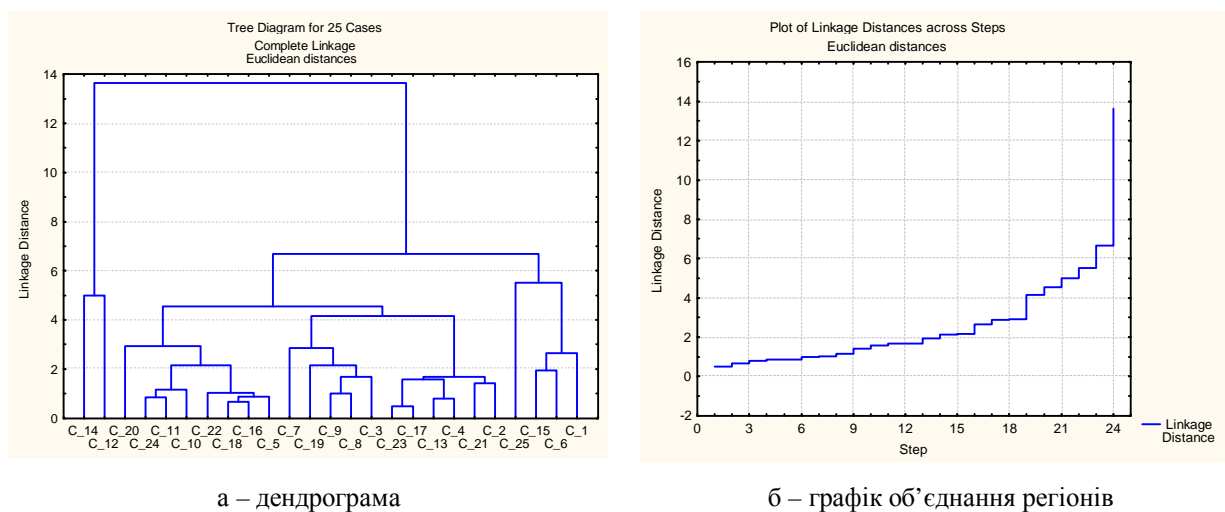 Tree Diagram for 25 Cases
Complete Linkage
Euclidean distances
14
12
10
8
6
4
2
0
Linkage Distance
C_14 C_20 C_11 C_22 C_16 C_7 C_9 C_3 C_17 C_4 C_2 C_15 C_1
C_12 C_24 C_10 C_18 C_5 C_19 C_8 C_23 C_13 C_21 C_25 C_6
а – дендрограма
Plot of Linkage Distances across Steps
Euclidean distances
16
14
12
10
8
6
4
2
0
-2
Linkage Distance
0 3 6 9 12 15 18 21 24
Step
Linkage
Distance
б – графік об’єднання регіонів